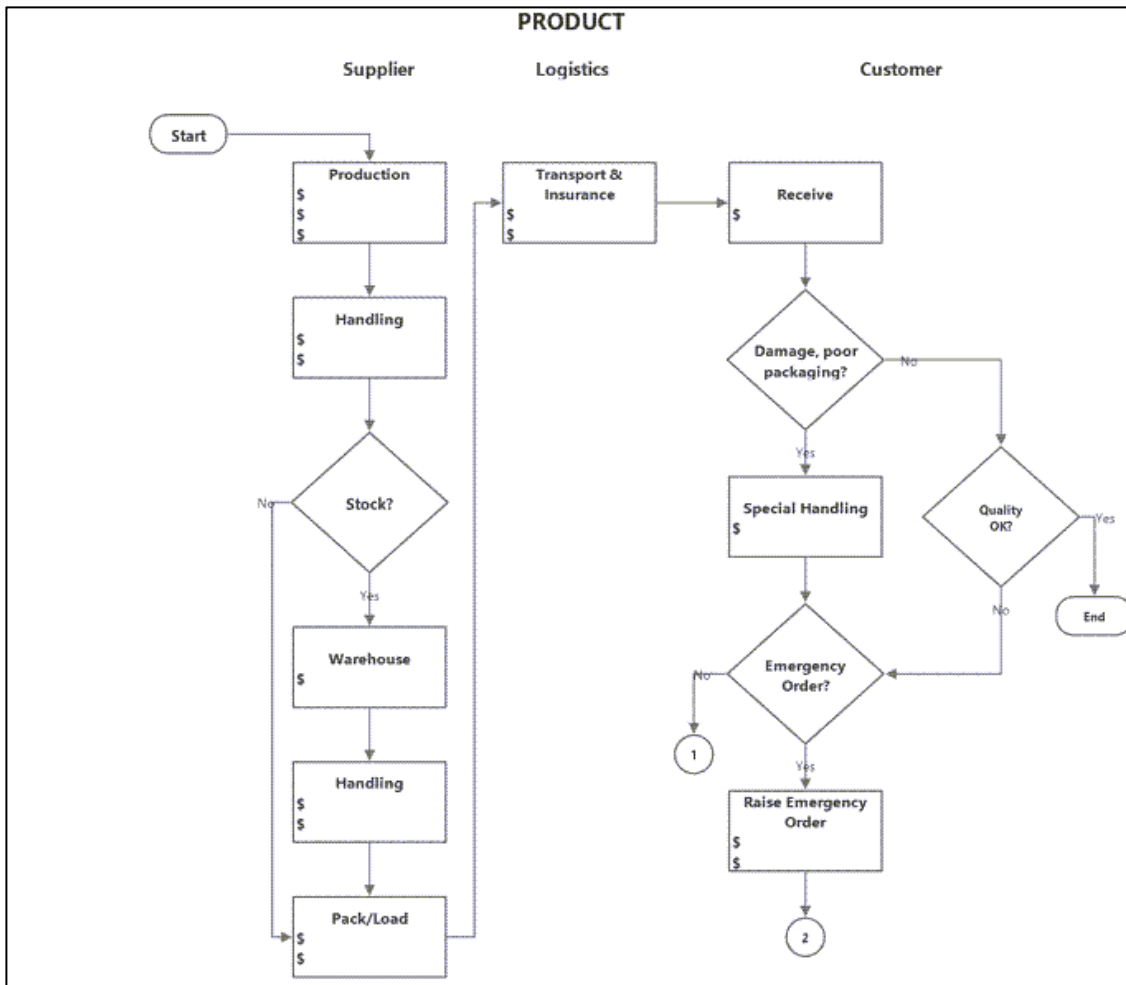 PRODUCT
Supplier
Logistics
Customer
Start
Production
$
$
$
Handling
$
$
Stock?
No
Yes
Warehouse
$
Handling
$
$
Pack/Load
$
$
Transport &
Insurance
$
$
Receive
$
Damage, poor
packaging?
No
Yes
Special Handling
$
Quality
OK?
Yes
No
End
Emergency
Order?
No
1
Yes
Raise Emergency
Order
$
$
2